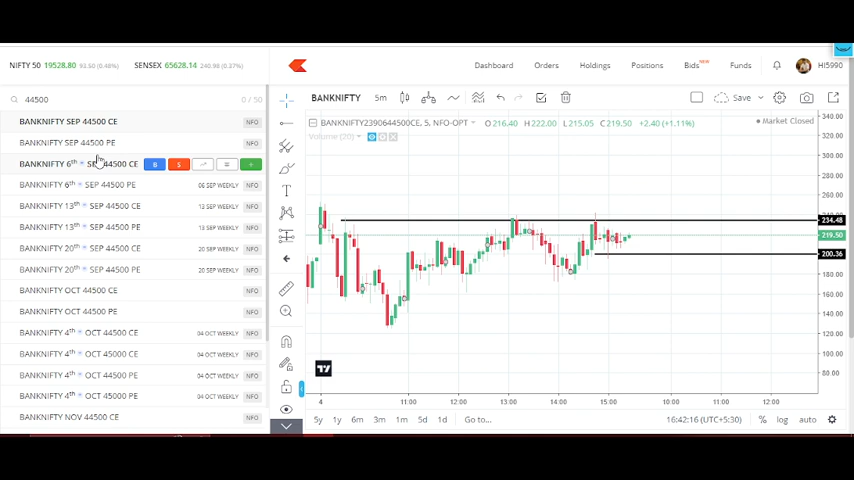 NIFTY 50 19528.80 93.50 (0.48%) SENSEX 65628.14 240.98 (0.37%)
Dashboard Orders Holdings Positions Bids NEW Funds HI5990
44500 0 / 50
BANKNIFTY 5m Save
BANKNIFTY SEP 44500 CE NFO
BANKNIFTY SEP 44500 PE NFO
BANKNIFTY 6th SEP 44500 CE B S
BANKNIFTY 6th SEP 44500 PE 06 SEP WEEKLY NFO
BANKNIFTY 13th SEP 44500 CE 13 SEP WEEKLY NFO
BANKNIFTY 13th SEP 44500 PE 13 SEP WEEKLY NFO
BANKNIFTY 20th SEP 44500 CE 20 SEP WEEKLY NFO
BANKNIFTY 20th SEP 44500 PE 20 SEP WEEKLY NFO
BANKNIFTY OCT 44500 CE NFO
BANKNIFTY OCT 44500 PE NFO
BANKNIFTY 4th OCT 44500 CE 04 OCT WEEKLY NFO
BANKNIFTY 4th OCT 45000 CE 04 OCT WEEKLY NFO
BANKNIFTY 4th OCT 44500 PE 04 OCT WEEKLY NFO
BANKNIFTY 4th OCT 45000 PE 04 OCT WEEKLY NFO
BANKNIFTY NOV 44500 CE NFO
BANKNIFTY2390644500CE, 5, NFO-OPT O 216.40 H 222.00 L 215.05 C 219.50 +2.40 (+1.11%)
Market Closed
Volume (20)
340.00
320.00
300.00
280.00
260.00
234.48
219.50
200.36
180.00
160.00
140.00
120.00
100.00
80.00
4 11:00 12:00 13:00 14:00 15:00 10:00 11:00 12:00
5y 1y 6m 3m 1m 5d 1d Go to... 16:42:16 (UTC+5:30) % log auto